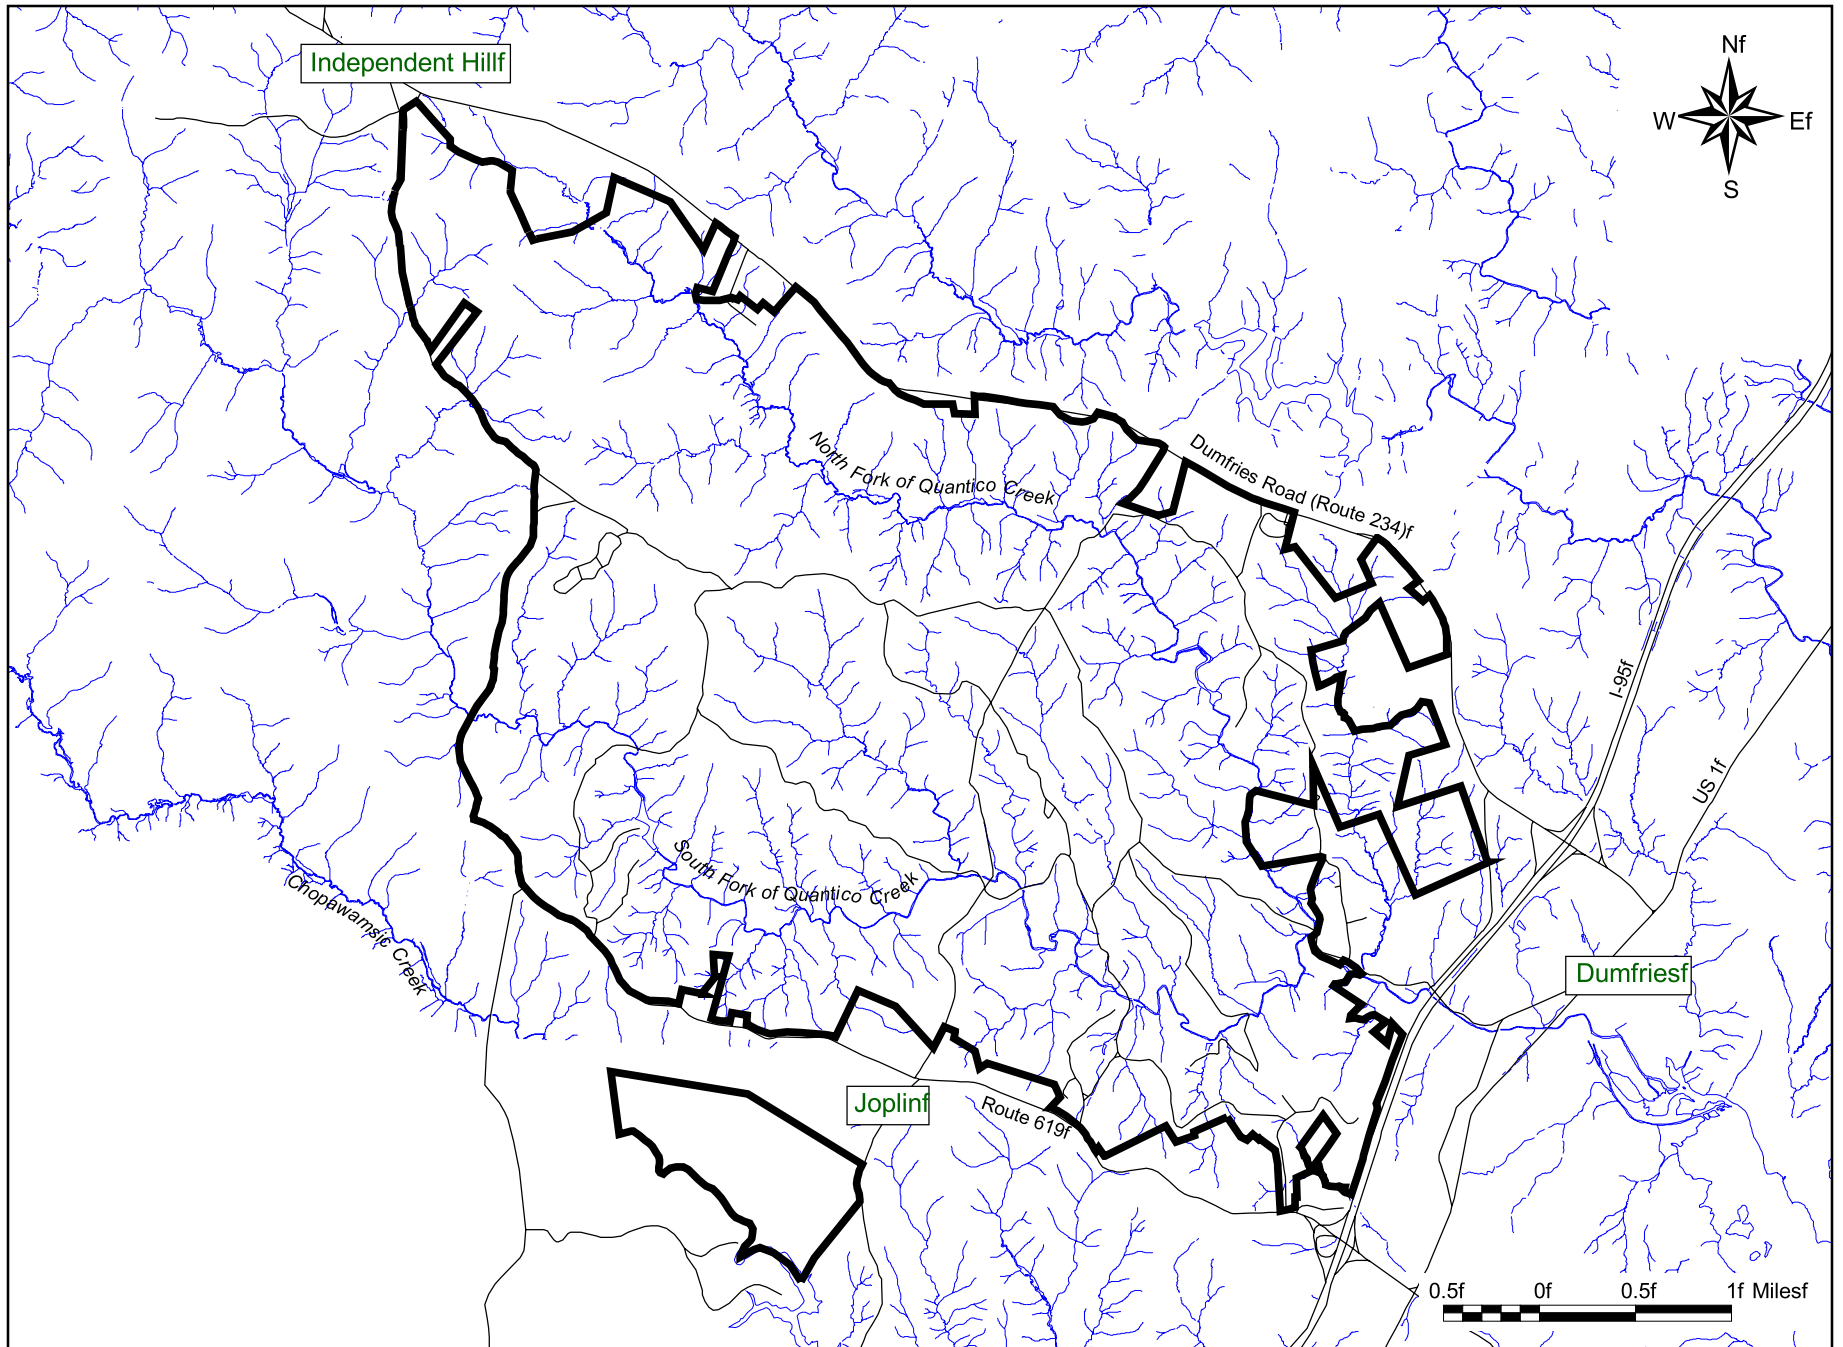 Independent Hillf
Nf
W
Ef
S
North Fork of Quantico Creek
Dumfries Road (Route 234)f
I-95f
US 1f
South Fork of Quantico Creek
Chopawamsic Creek
Dumfriesf
Joplinf
Route 619f
0.5f 0f 0.5f 1f Milesf